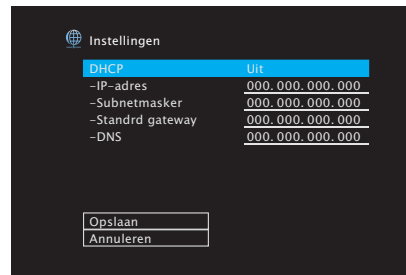 Instellingen
DHCP Uit
-IP-adres 000.000.000.000
-Subnetmasker 000.000.000.000
-Standrd gateway 000.000.000.000
-DNS 000.000.000.000
Opslaan
Annuleren